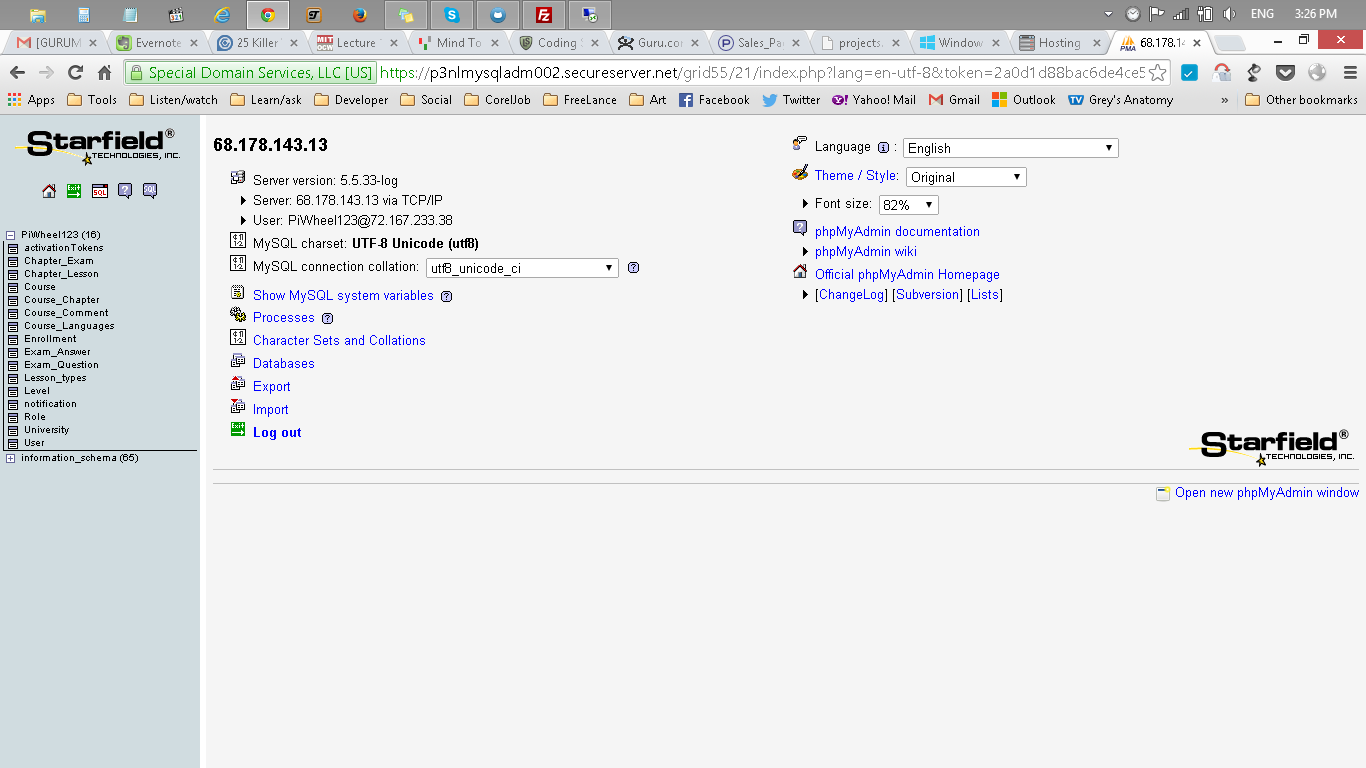 321
ENG
3:26 PM
[GURUM
Evernote
25 Killer
Lecture
Mind To
Coding
Guru.co
Sales_Pa
projects.
Window
Hosting
68.178.14
Special Domain Services, LLC [US]
https://p3nlmysqladm002.secureserver.net/grid55/21/index.php?lang=en-utf-8&token=2a0d1d88bac6de4ce5
Apps
Tools
Listen/watch
Learn/ask
Developer
Social
CorelJob
FreeLance
Art
Facebook
Twitter
Yahoo! Mail
Gmail
Outlook
Grey's Anatomy
»
Other bookmarks
Starfield®
TECHNOLOGIES, INC.
PiWheel123 (16)
activationTokens
Chapter_Exam
Chapter_Lesson
Course
Course_Chapter
Course_Comment
Course_Languages
Enrollment
Exam_Answer
Exam_Question
Lesson_types
Level
notification
Role
University
User
information_schema (65)
68.178.143.13
Server version: 5.5.33-log
Server: 68.178.143.13 via TCP/IP
User: PiWheel123@72.167.233.38
MySQL charset: UTF-8 Unicode (utf8)
MySQL connection collation: utf8_unicode_ci
Show MySQL system variables
Processes
Character Sets and Collations
Databases
Export
Import
Log out
Language : English
Theme / Style: Original
Font size: 82%
phpMyAdmin documentation
phpMyAdmin wiki
Official phpMyAdmin Homepage
[ChangeLog] [Subversion] [Lists]
Starfield®
TECHNOLOGIES, INC.
Open new phpMyAdmin window